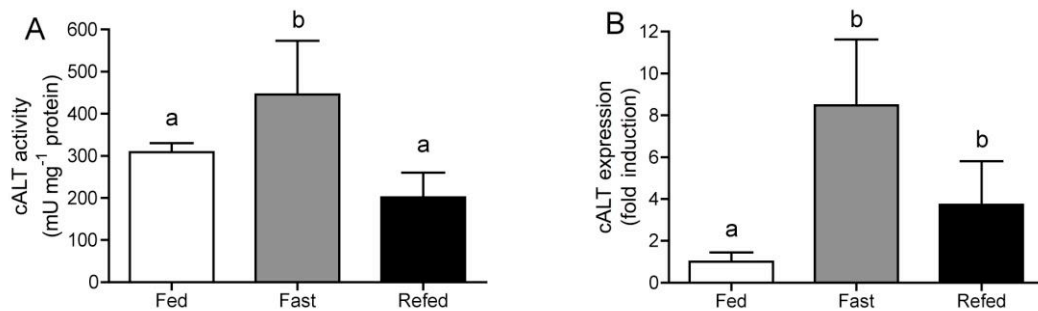 A
cALT activity
(mU mg⁻¹ protein)
600
500
400
300
200
100
0
a
b
a
Fed
Fast
Refed
B
cALT expression
(fold induction)
12
10
8
6
4
2
0
a
b
b
Fed
Fast
Refed